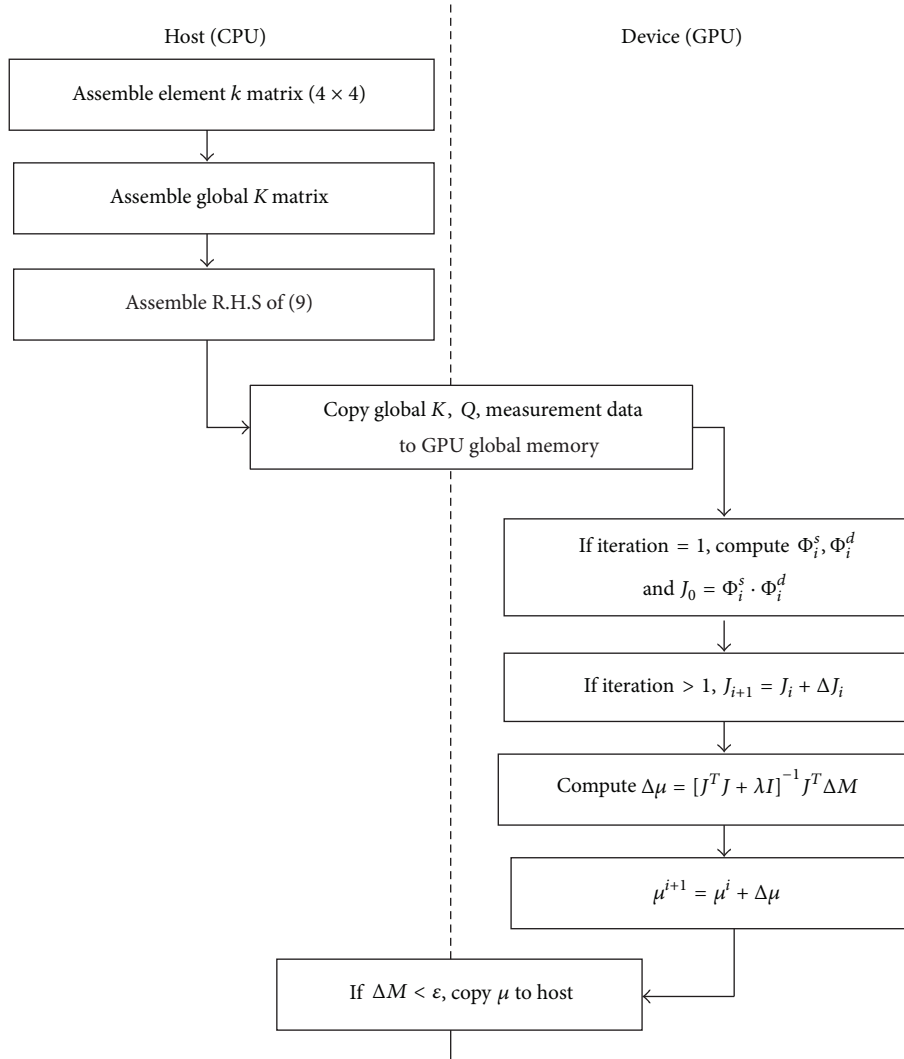 Host (CPU)
Device (GPU)
Assemble element k matrix (4 × 4)
Assemble global K matrix
Assemble R.H.S of (9)
Copy global K, Q, measurement data
to GPU global memory
If iteration = 1, compute Φ_i^s, Φ_i^d
and J_0 = Φ_i^s · Φ_i^d
If iteration > 1, J_{i+1} = J_i + ΔJ_i
Compute Δμ = [J^T J + λI]^{−1} J^T ΔM
μ^{i+1} = μ^i + Δμ
If ΔM < ε, copy μ to host